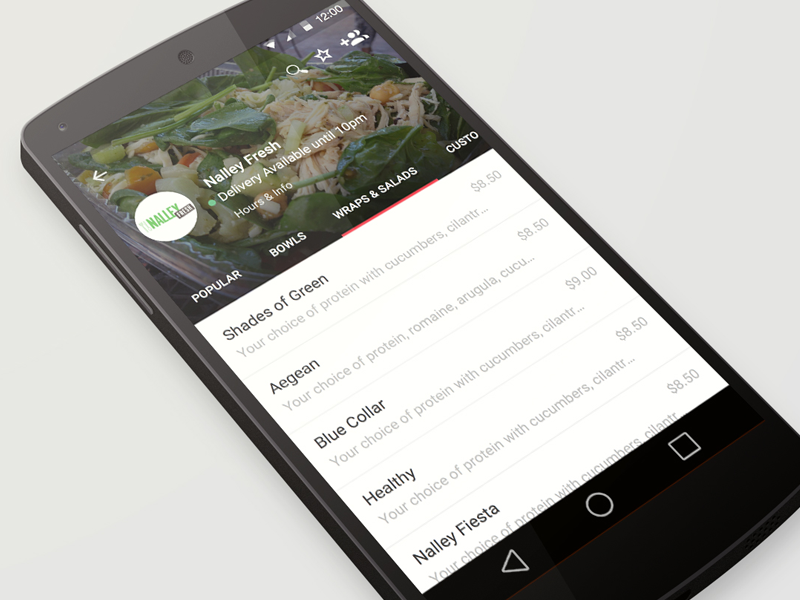 12:00
Nalley Fresh
Delivery Available until 10pm
Hours & Info
NALLEY
FRESH
POPULAR
BOWLS
WRAPS & SALADS
CUSTO
Shades of Green
$8.50
Your choice of protein with cucumbers, cilantr...
Aegean
$8.50
Your choice of protein, romaine, arugula, cucu...
Blue Collar
$9.00
Your choice of protein with cucumbers, cilantr...
Healthy
$8.50
Your choice of protein with cucumbers, cilantr...
Nalley Fiesta
$8.50
Your choice of protein with cucumbers, cilantr